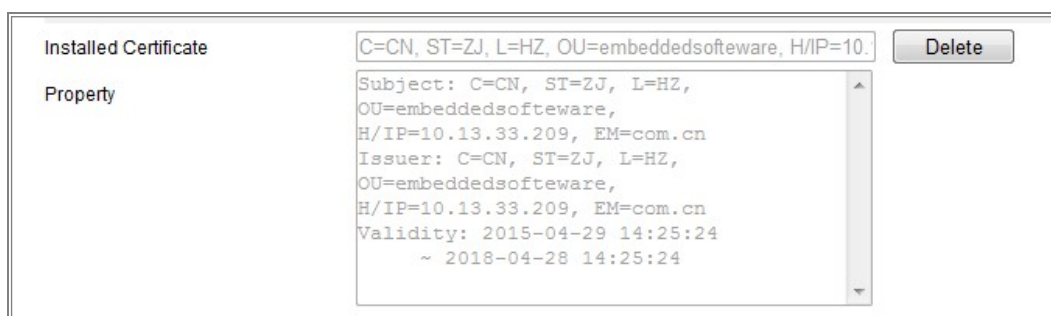 Installed Certificate
C=CN, ST=ZJ, L=HZ, OU=embeddedsofteware, H/IP=10.
Delete
Property
Subject: C=CN, ST=ZJ, L=HZ,
OU=embeddedsofteware,
H/IP=10.13.33.209, EM=com.cn
Issuer: C=CN, ST=ZJ, L=HZ,
OU=embeddedsofteware,
H/IP=10.13.33.209, EM=com.cn
Validity: 2015-04-29 14:25:24
~ 2018-04-28 14:25:24